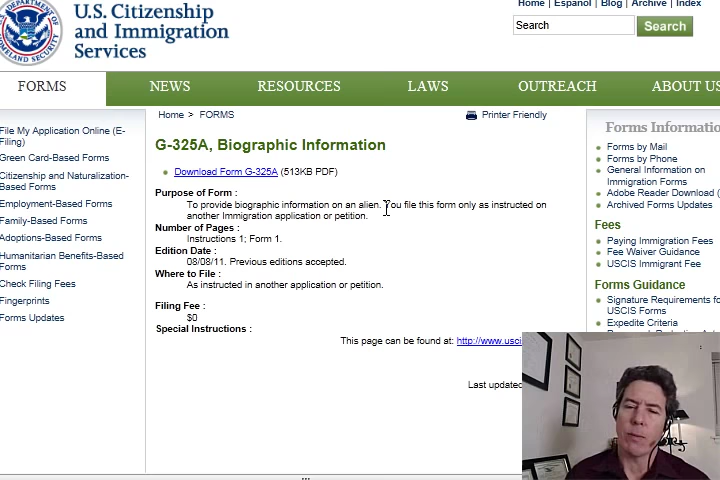 U.S. Citizenship
and Immigration
Services
Home | Español | Blog | Archive | Index
Search
Search
FORMS
NEWS
RESOURCES
LAWS
OUTREACH
ABOUT US
File My Application Online (E-
Filing)
Green Card-Based Forms
Citizenship and Naturalization-
Based Forms
Employment-Based Forms
Family-Based Forms
Adoptions-Based Forms
Humanitarian Benefits-Based
Forms
Check Filing Fees
Fingerprints
Forms Updates
Home > FORMS
Printer Friendly
G-325A, Biographic Information
Download Form G-325A (513KB PDF)
Purpose of Form :
To provide biographic information on an alien. You file this form only as instructed on
another Immigration application or petition.
Number of Pages :
Instructions 1; Form 1.
Edition Date :
08/08/11. Previous editions accepted.
Where to File :
As instructed in another application or petition.
Filing Fee :
$0
Special Instructions :
This page can be found at: http://www.usci
Last updated
Forms Informatio
Forms by Mail
Forms by Phone
General Information on
Immigration Forms
Adobe Reader Download (
Archived Forms Updates
Fees
Paying Immigration Fees
Fee Waiver Guidance
USCIS Immigrant Fee
Forms Guidance
Signature Requirements fo
USCIS Forms
Expedite Criteria